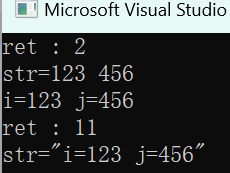 Microsoft Visual Studio
ret : 2
str=123 456
i=123 j=456
ret : 11
str="i=123 j=456"